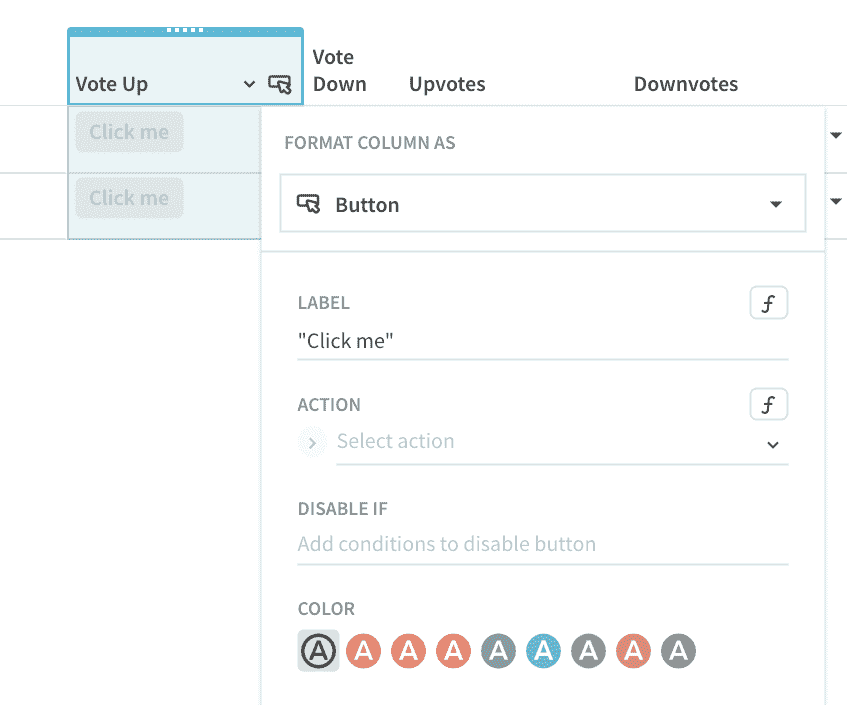 Vote
Vote Up
Down
Upvotes
Downvotes
Click me
Click me
FORMAT COLUMN AS
Button
LABEL
f
"Click me"
ACTION
f
Select action
DISABLE IF
Add conditions to disable button
COLOR
A A A A A A A A A